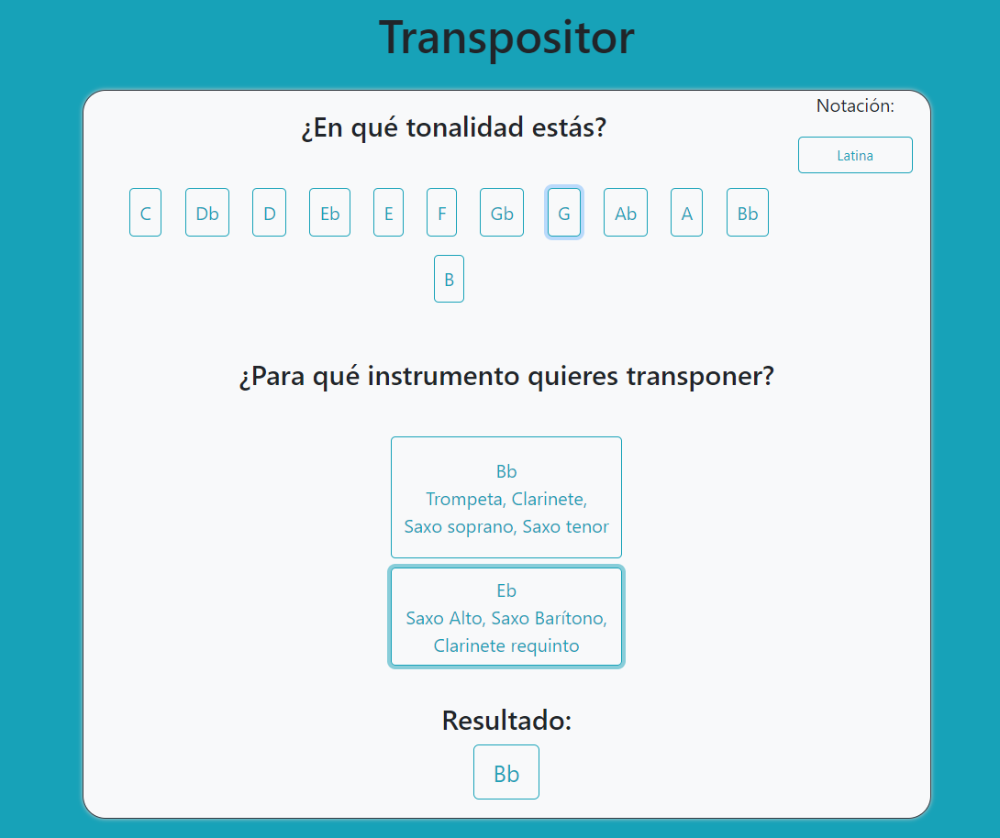 Transpositor
Notación:
¿En qué tonalidad estás?
Latina
C Db D Eb E F Gb G Ab A Bb
B
¿Para qué instrumento quieres transponer?
Bb
Trompeta, Clarinete,
Saxo soprano, Saxo tenor
Eb
Saxo Alto, Saxo Barítono,
Clarinete requinto
Resultado:
Bb